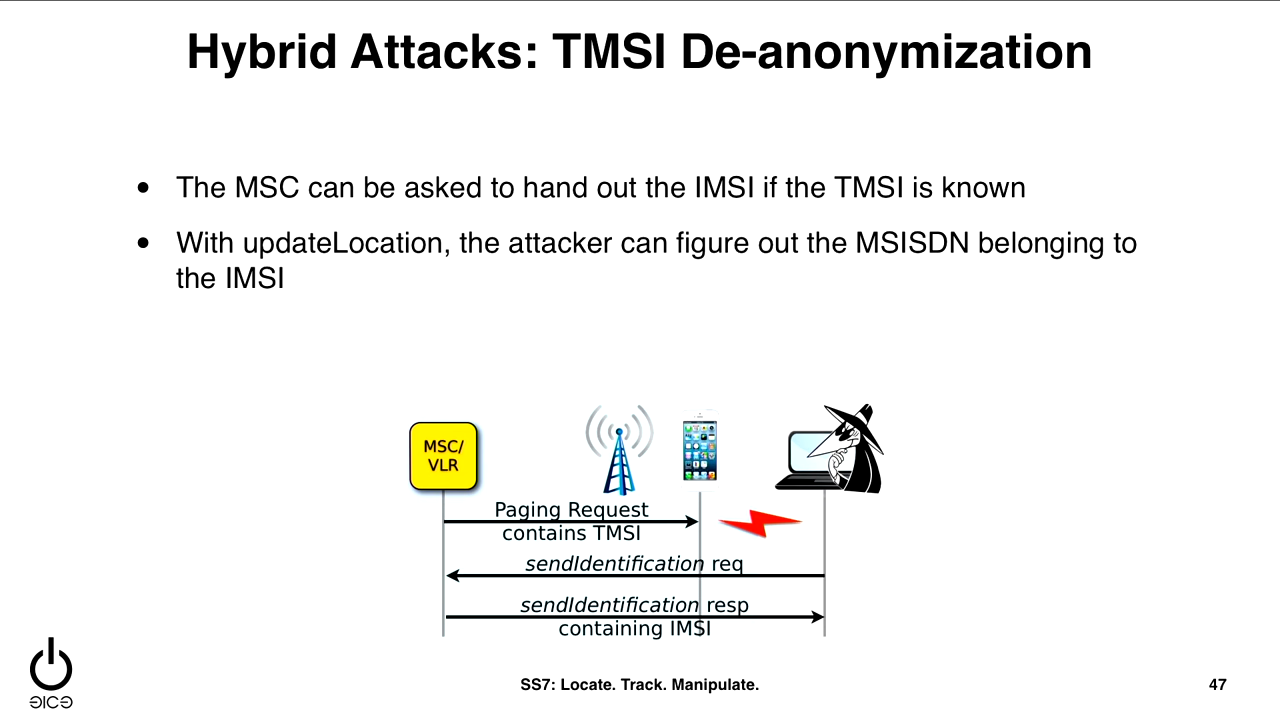 Hybrid Attacks: TMSI De-anonymization
• The MSC can be asked to hand out the IMSI if the TMSI is known
• With updateLocation, the attacker can figure out the MSISDN belonging to
the IMSI
MSC/
VLR
Paging Request
contains TMSI
sendIdentification req
sendIdentification resp
containing IMSI
SS7: Locate. Track. Manipulate.
47